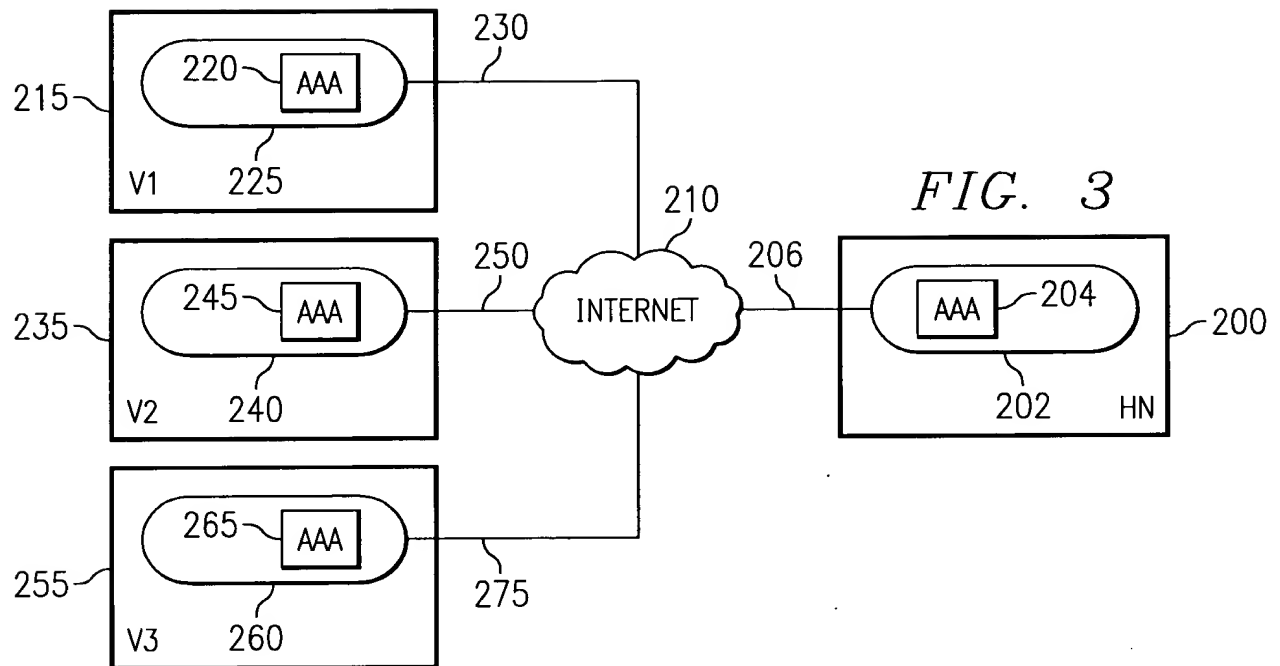 230
220 AAA
215
V1 225
FIG. 3
210
250 206
245 AAA INTERNET AAA 204
235 200
V2 240 202 HN
265 AAA
255 275
V3 260